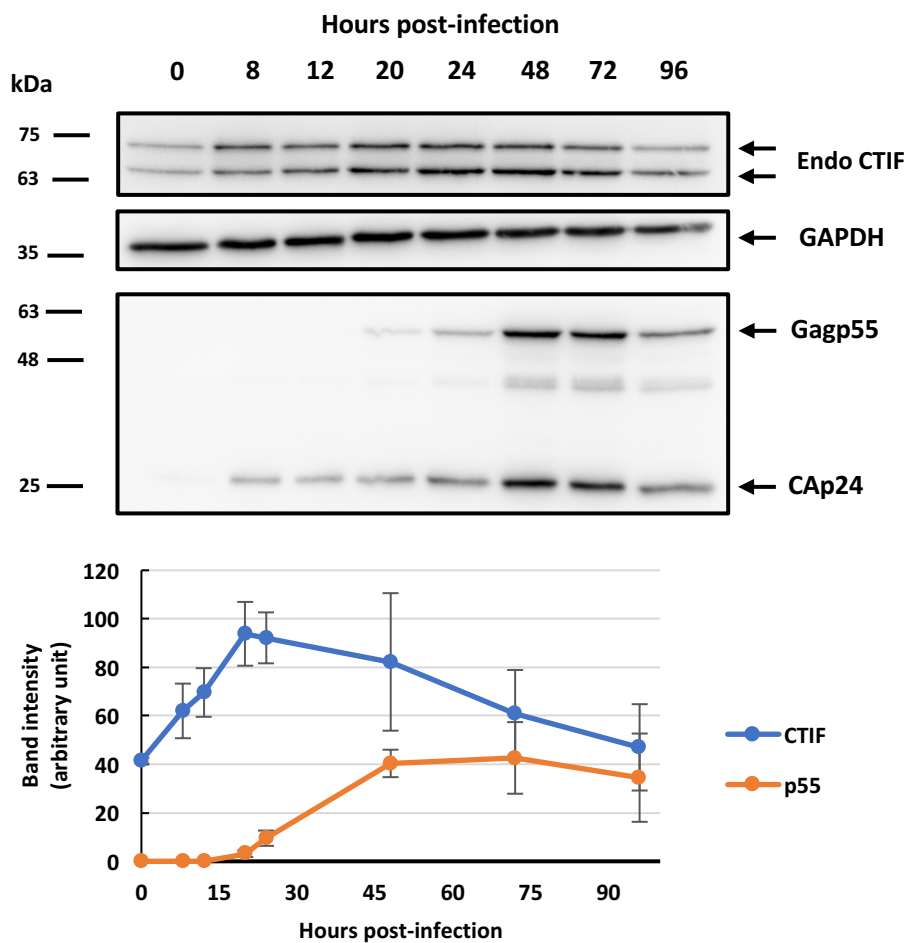 Hours post-infection
kDa 0 8 12 20 24 48 72 96
75
Endo CTIF
63
GAPDH
35
63
Gagp55
48
25
CAp24
120
100
80
60
40
20
0
Band intensity
(arbitrary unit)
0 15 30 45 60 75 90
Hours post-infection
CTIF
p55